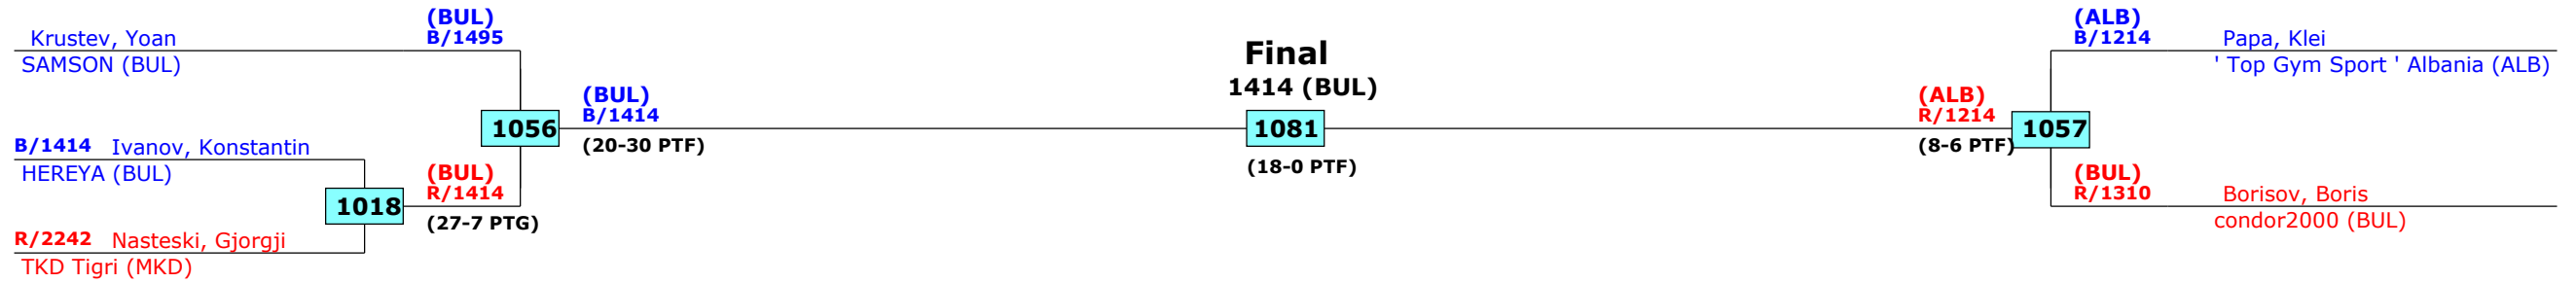 (BUL)
B/1495
Krustev, Yoan
SAMSON (BUL)
1056
(BUL)
B/1414
(20-30 PTF)
B/1414 Ivanov, Konstantin
HEREYA (BUL)
(BUL)
R/1414
1018
(27-7 PTG)
R/2242 Nasteski, Gjorgji
TKD Tigri (MKD)
Final
1414 (BUL)
1081
(18-0 PTF)
(ALB)
B/1214
Papa, Klei
' Top Gym Sport ' Albania (ALB)
(ALB)
R/1214
1057
(8-6 PTF)
(BUL)
R/1310
Borisov, Boris
condor2000 (BUL)